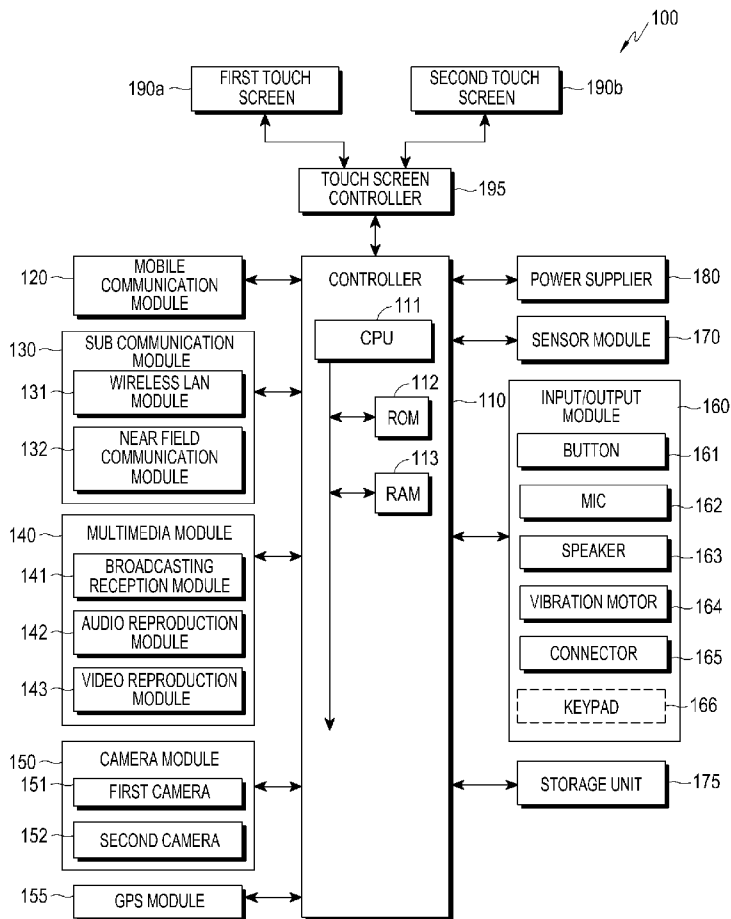 100
190a
FIRST TOUCH
SCREEN
SECOND TOUCH
SCREEN
190b
TOUCH SCREEN
CONTROLLER
195
120
MOBILE
COMMUNICATION
MODULE
130
SUB COMMUNICATION
MODULE
131
WIRELESS LAN
MODULE
132
NEAR FIELD
COMMUNICATION
MODULE
140
MULTIMEDIA MODULE
141
BROADCASTING
RECEPTION MODULE
142
AUDIO REPRODUCTION
MODULE
143
VIDEO REPRODUCTION
MODULE
150
CAMERA MODULE
151
FIRST CAMERA
152
SECOND CAMERA
155
GPS MODULE
CONTROLLER
111
CPU
112
ROM
113
RAM
110
POWER SUPPLIER
180
SENSOR MODULE
170
INPUT/OUTPUT
MODULE
160
BUTTON
161
MIC
162
SPEAKER
163
VIBRATION MOTOR
164
CONNECTOR
165
KEYPAD
166
STORAGE UNIT
175